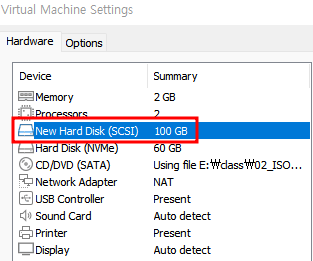 Virtual Machine Settings
Hardware Options
Device Summary
Memory 2 GB
Processors 2
New Hard Disk (SCSI) 100 GB
Hard Disk (NVMe) 60 GB
CD/DVD (SATA) Using file E:₩class₩02_ISO...
Network Adapter NAT
USB Controller Present
Sound Card Auto detect
Printer Present
Display Auto detect